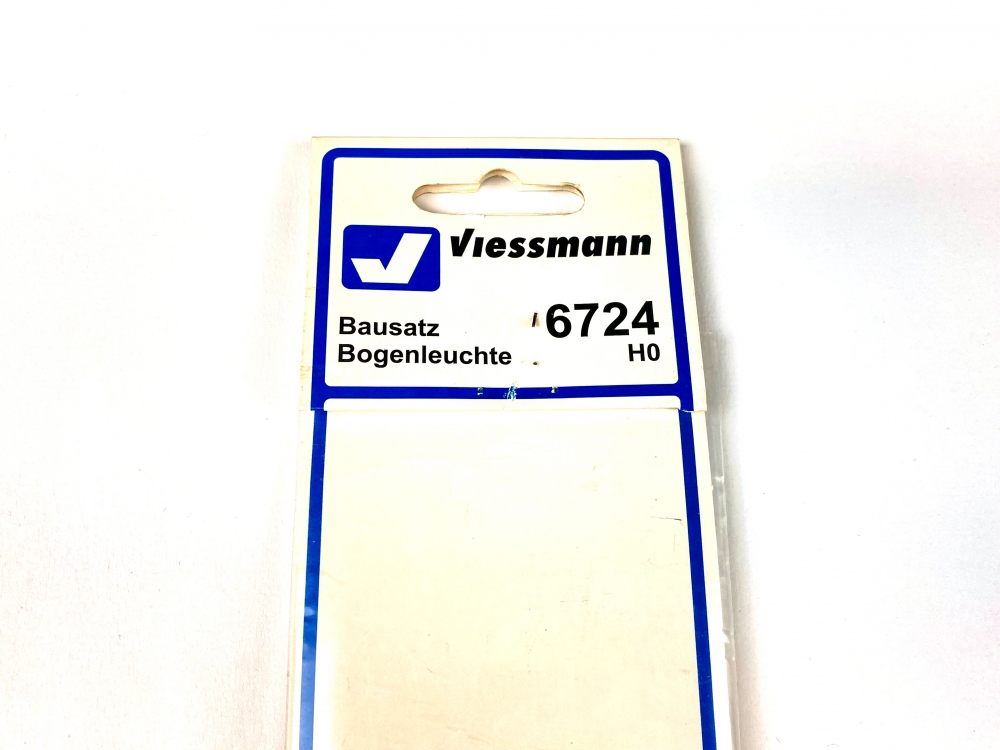 Viessmann
Bausatz
Bogenleuchte
6724
H0